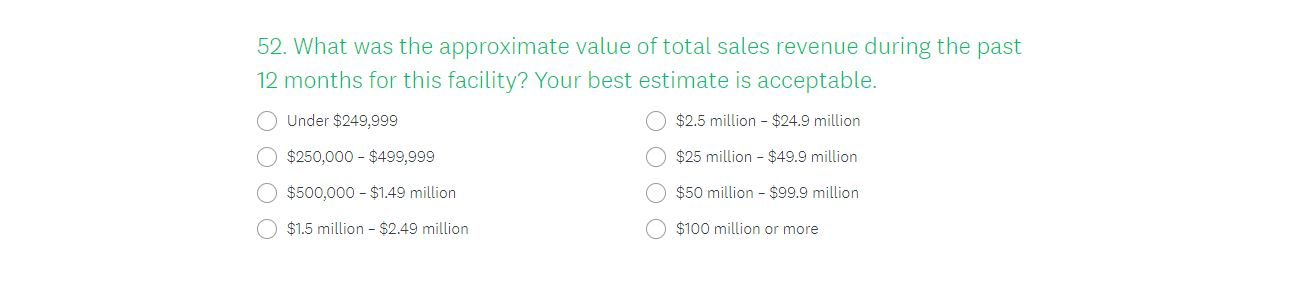 52. What was the approximate value of total sales revenue during the past
12 months for this facility? Your best estimate is acceptable.
Under $249,999
$250,000 – $499,999
$500,000 – $1.49 million
$1.5 million – $2.49 million
$2.5 million – $24.9 million
$25 million – $49.9 million
$50 million – $99.9 million
$100 million or more